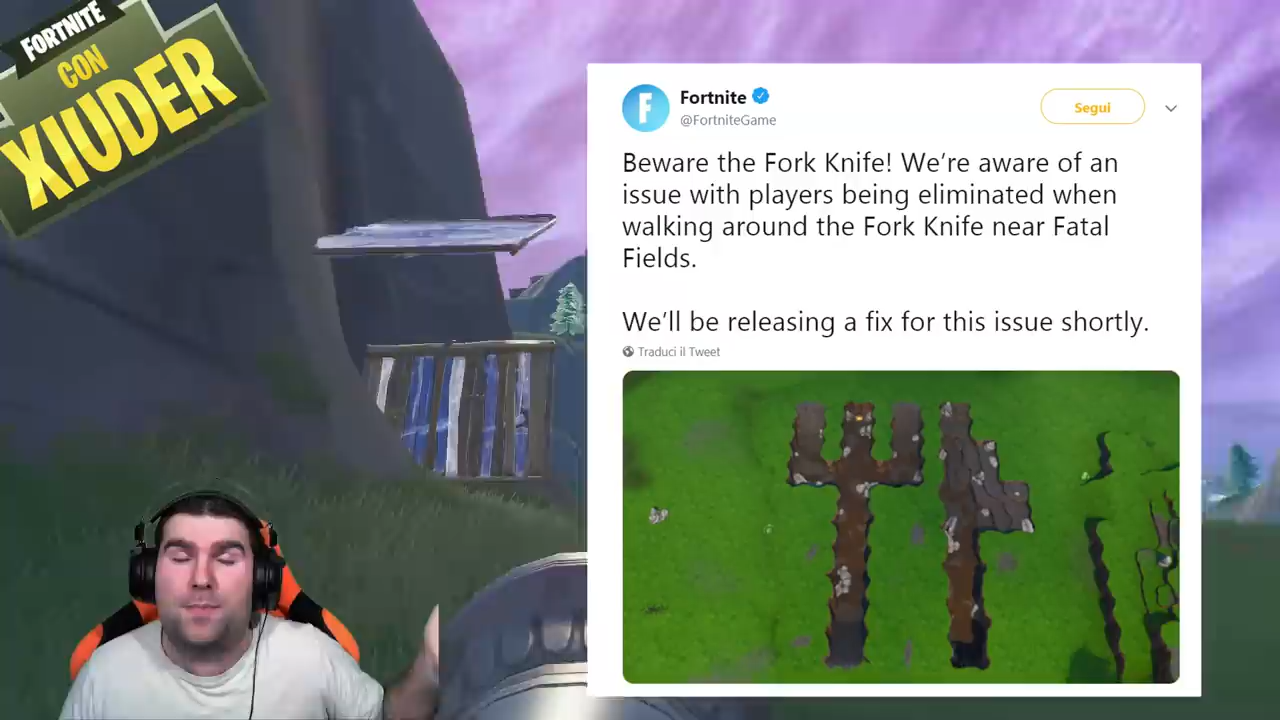 FORTNITE
CON
XIUDER
Fortnite
@FortniteGame
Segui
Beware the Fork Knife! We’re aware of an
issue with players being eliminated when
walking around the Fork Knife near Fatal
Fields.
We’ll be releasing a fix for this issue shortly.
Traduci il Tweet